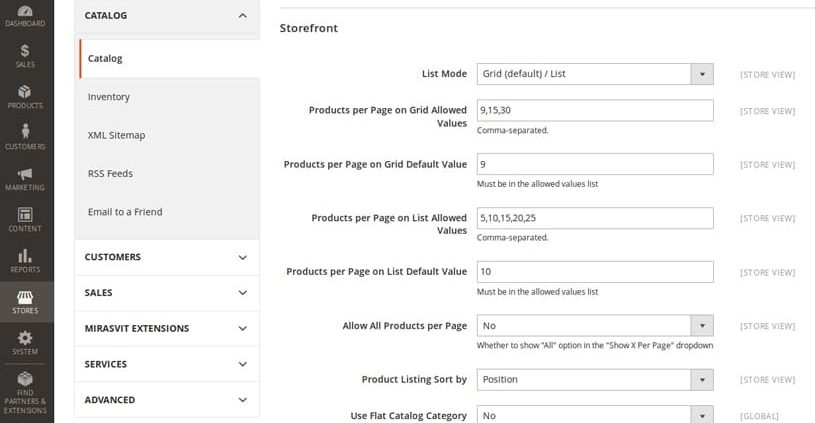 DASHBOARD
$
SALES
PRODUCTS
CUSTOMERS
MARKETING
CONTENT
REPORTS
STORES
SYSTEM
FIND
PARTNERS &
EXTENSIONS
CATALOG
Catalog
Inventory
XML Sitemap
RSS Feeds
Email to a Friend
CUSTOMERS
SALES
MIRASVIT EXTENSIONS
SERVICES
ADVANCED
Storefront
List Mode Grid (default) / List [STORE VIEW]
Products per Page on Grid Allowed 9,15,30 [STORE VIEW]
Values
Comma-separated.
Products per Page on Grid Default Value 9 [STORE VIEW]
Must be in the allowed values list
Products per Page on List Allowed 5,10,15,20,25 [STORE VIEW]
Values
Comma-separated.
Products per Page on List Default Value 10 [STORE VIEW]
Must be in the allowed values list
Allow All Products per Page No [STORE VIEW]
Whether to show "All" option in the "Show X Per Page" dropdown
Product Listing Sort by Position [STORE VIEW]
Use Flat Catalog Category No [GLOBAL]